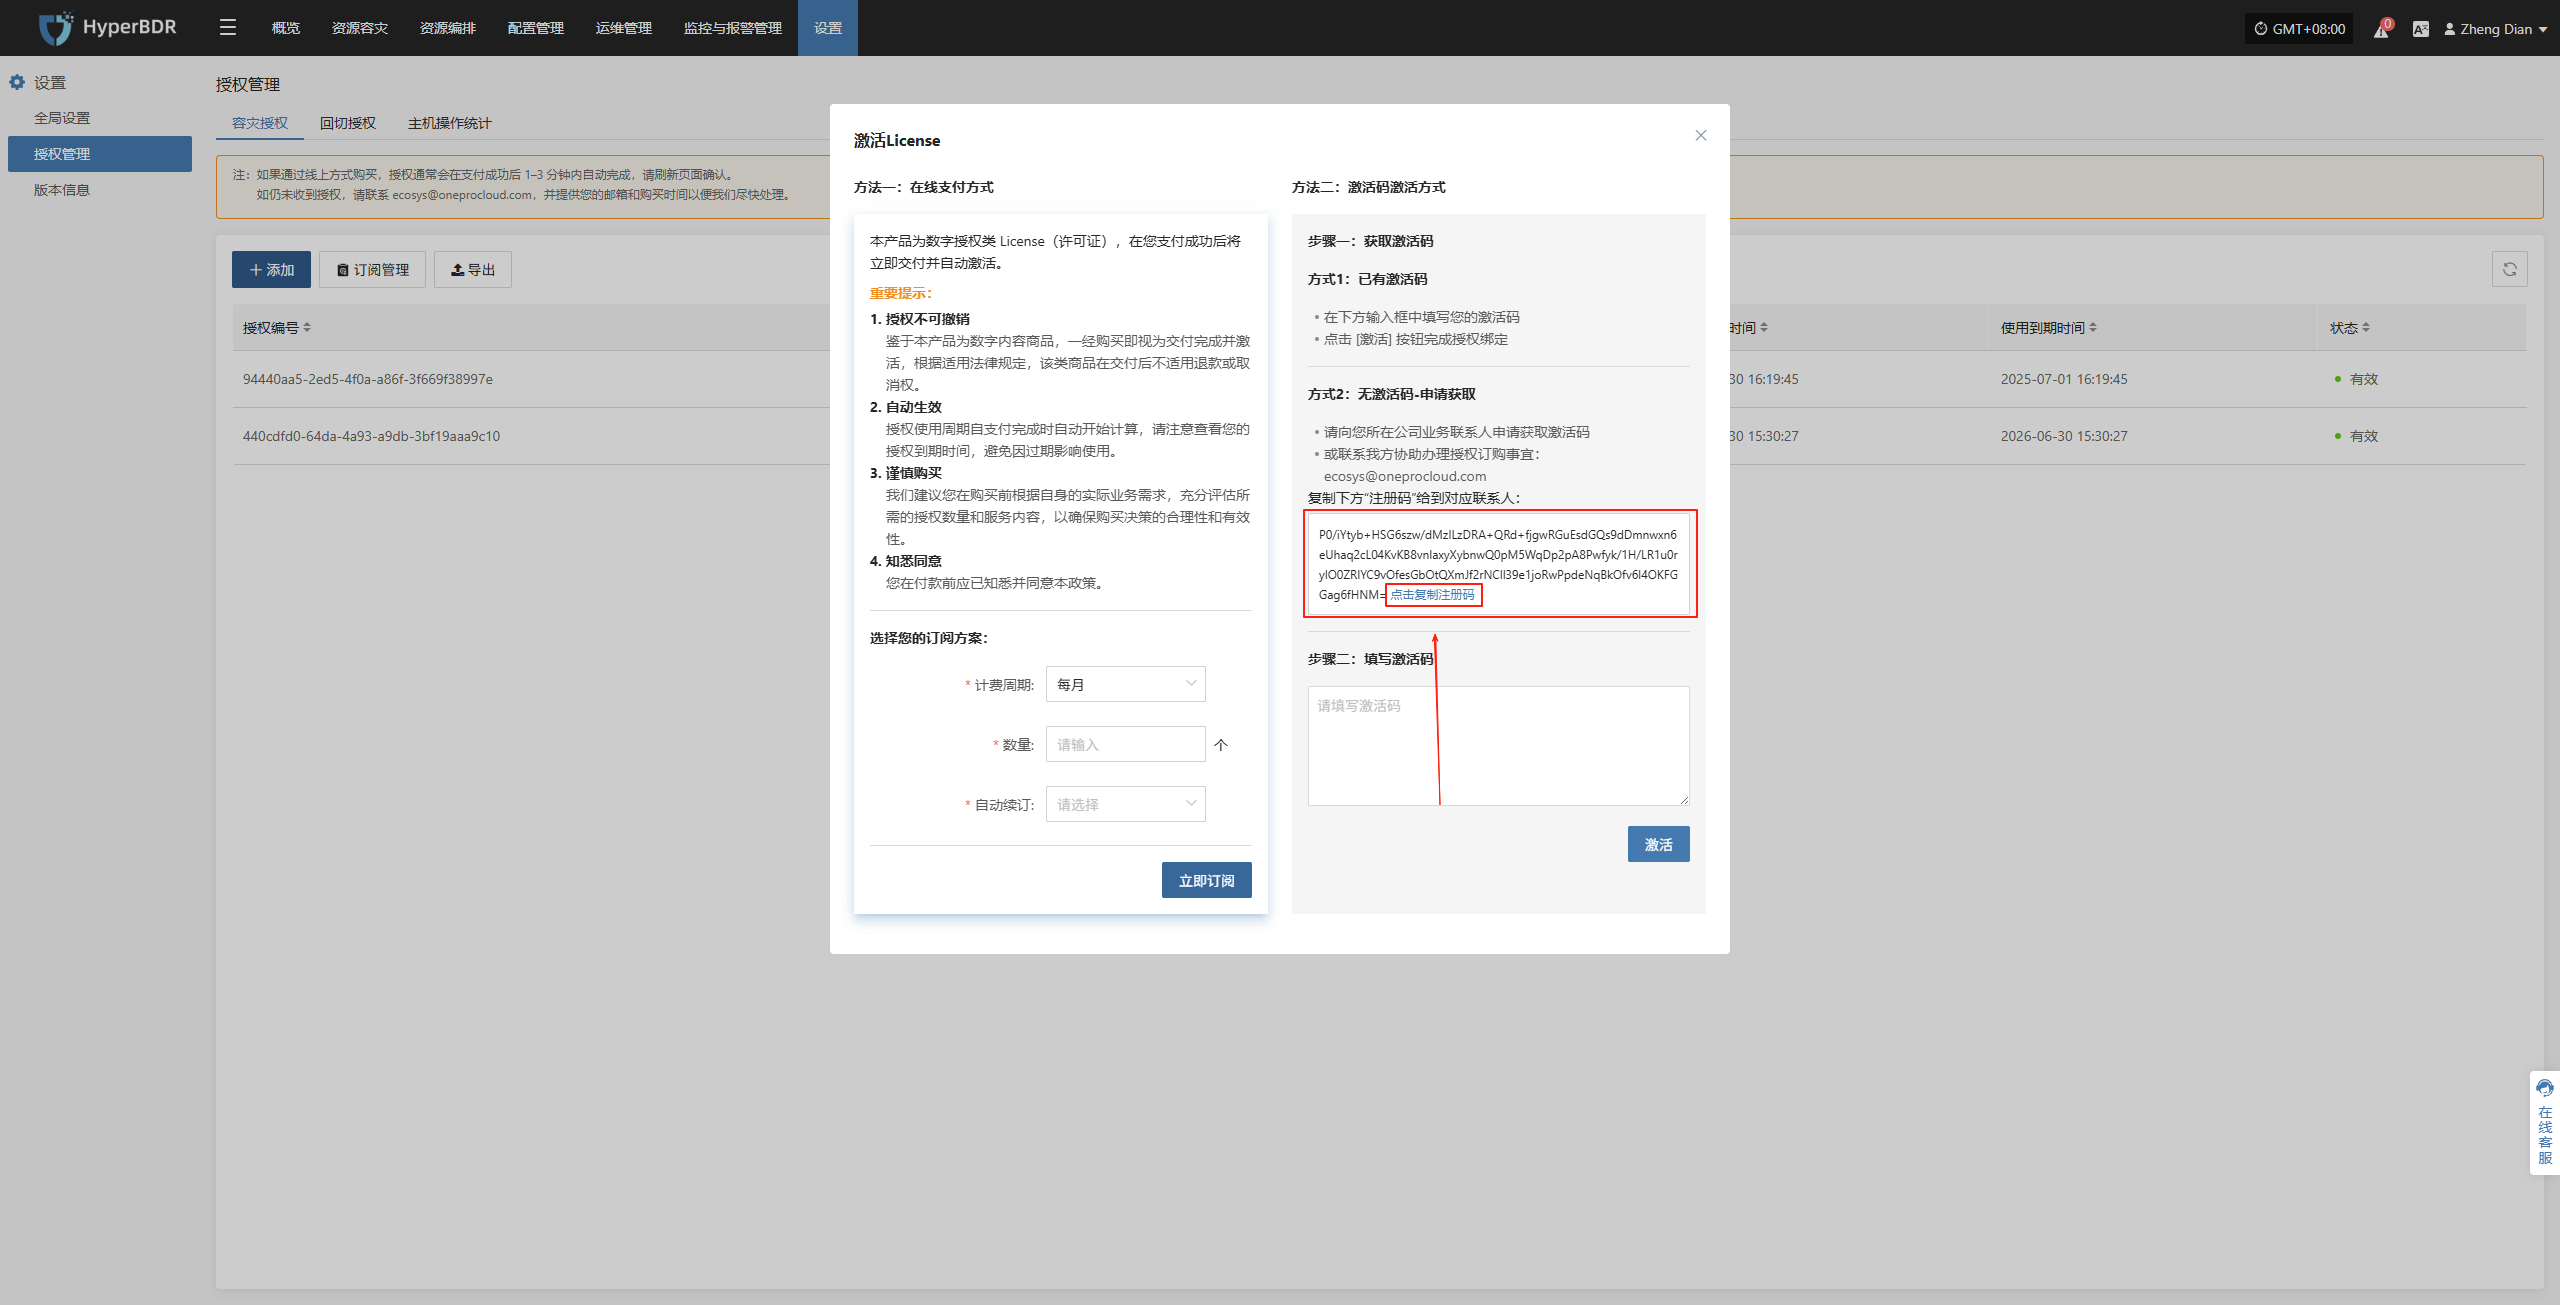 HyperBDR
概览
资源容灾
资源编排
配置管理
运维管理
监控与报警管理
设置
GMT+08:00
0
Zheng Dian
设置
全局设置
授权管理
版本信息
授权管理
容灾授权
回切授权
主机操作统计
注：如果通过线上方式购买，授权通常会在支付成功后 1–3 分钟内自动完成，请刷新页面确认。
如仍未收到授权，请联系 ecosys@oneprocloud.com，并提供您的邮箱和购买时间以便我们尽快处理。
添加
订阅管理
导出
授权编号
时间
使用到期时间
状态
94440aa5-2ed5-4f0a-a86f-3f669f38997e
30 16:19:45
2025-07-01 16:19:45
有效
440cdfd0-64da-4a93-a9db-3bf19aaa9c10
30 15:30:27
2026-06-30 15:30:27
有效
激活License
方法一：在线支付方式
本产品为数字授权类 License（许可证），在您支付成功后将
立即交付并自动激活。
重要提示：
1. 授权不可撤销
鉴于本产品为数字内容商品，一经购买即视为交付完成并激
活，根据适用法律规定，该类商品在交付后不适用退款或取
消权。
2. 自动生效
授权使用周期自支付完成时自动开始计算，请注意查看您的
授权到期时间，避免因过期影响使用。
3. 谨慎购买
我们建议您在购买前根据自身的实际业务需求，充分评估所
需的授权数量和服务内容，以确保购买决策的合理性和有效
性。
4. 知悉同意
您在付款前应已知悉并同意本政策。
选择您的订阅方案：
* 计费周期: 每月
* 数量: 请输入 个
* 自动续订: 请选择
立即订阅
方法二：激活码激活方式
步骤一：获取激活码
方式1：已有激活码
• 在下方输入框中填写您的激活码
• 点击 [激活] 按钮完成授权绑定
方式2：无激活码-申请获取
• 请向您所在公司业务联系人申请获取激活码
• 或联系我方协助办理授权订购事宜：
ecosys@oneprocloud.com
复制下方“注册码”给到对应联系人：
P0/iYtyb+HSG6szw/dMzILzDRA+QRd+fjgwRGuEsdGQs9dDmnwxn6
eUhaq2cL04KvKB8vnIaxyXybnwQ0pM5WqDp2pA8Pwfyk/1H/LR1u0r
yIO0ZRIYC9vOfesGbOtQXmJf2rNCII39e1joRwPpdeNqBkOfv6I4OKFG
Gag6fHNM= 点击复制注册码
步骤二：填写激活码
请填写激活码
激活
在线客服